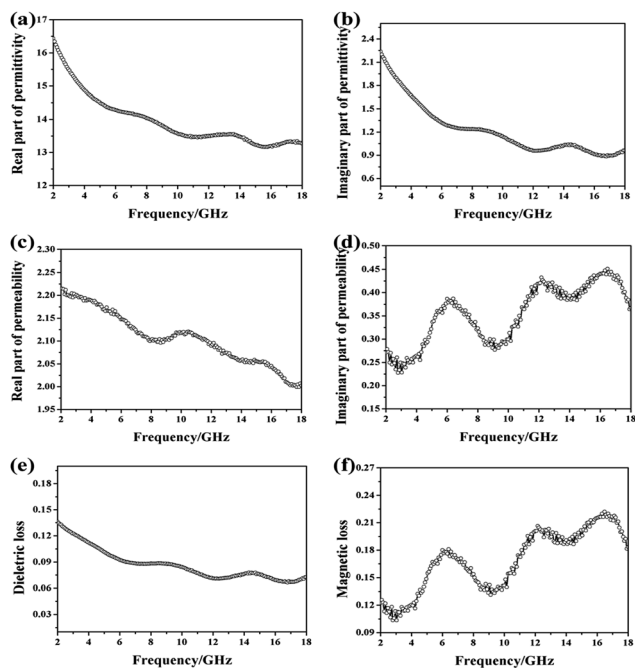 (a)
17
16
15
14
13
12
2 4 6 8 10 12 14 16 18
Real part of permittivity
Frequency/GHz
(b)
2.4
2.1
1.8
1.5
1.2
0.9
0.6
2 4 6 8 10 12 14 16 18
Imaginary part of permittivity
Frequency/GHz
(c)
2.30
2.25
2.20
2.15
2.10
2.05
2.00
1.95
2 4 6 8 10 12 14 16 18
Real part of permeability
Frequency/GHz
(d)
0.50
0.45
0.40
0.35
0.30
0.25
0.20
0.15
2 4 6 8 10 12 14 16 18
Imaginary part of permeability
Frequency/GHz
(e)
0.18
0.15
0.12
0.09
0.06
0.03
2 4 6 8 10 12 14 16 18
Dieletric loss
Frequency/GHz
(f)
0.27
0.24
0.21
0.18
0.15
0.12
0.09
2 4 6 8 10 12 14 16 18
Magnetic loss
Frequency/GHz